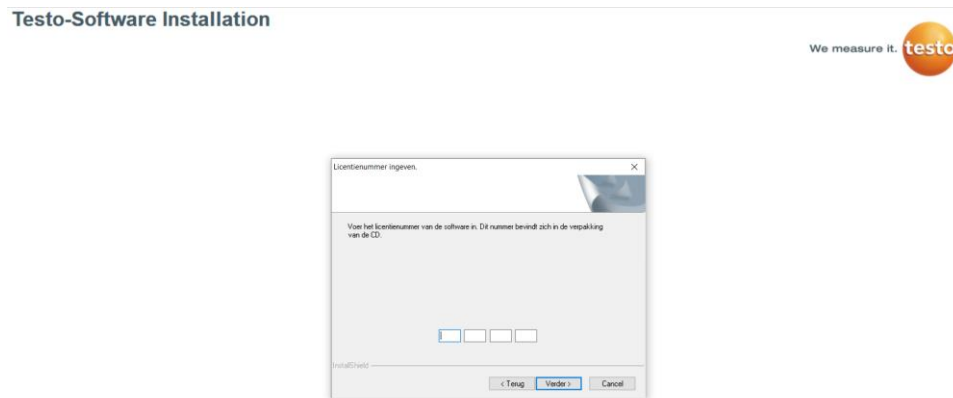 Testo-Software Installation
We measure it. testo
Licentienummer ingeven.
Voer het licentienummer van de software in. Dit nummer bevindt zich in de verpakking
van de CD.
InstallShield
< Terug Verder > Cancel